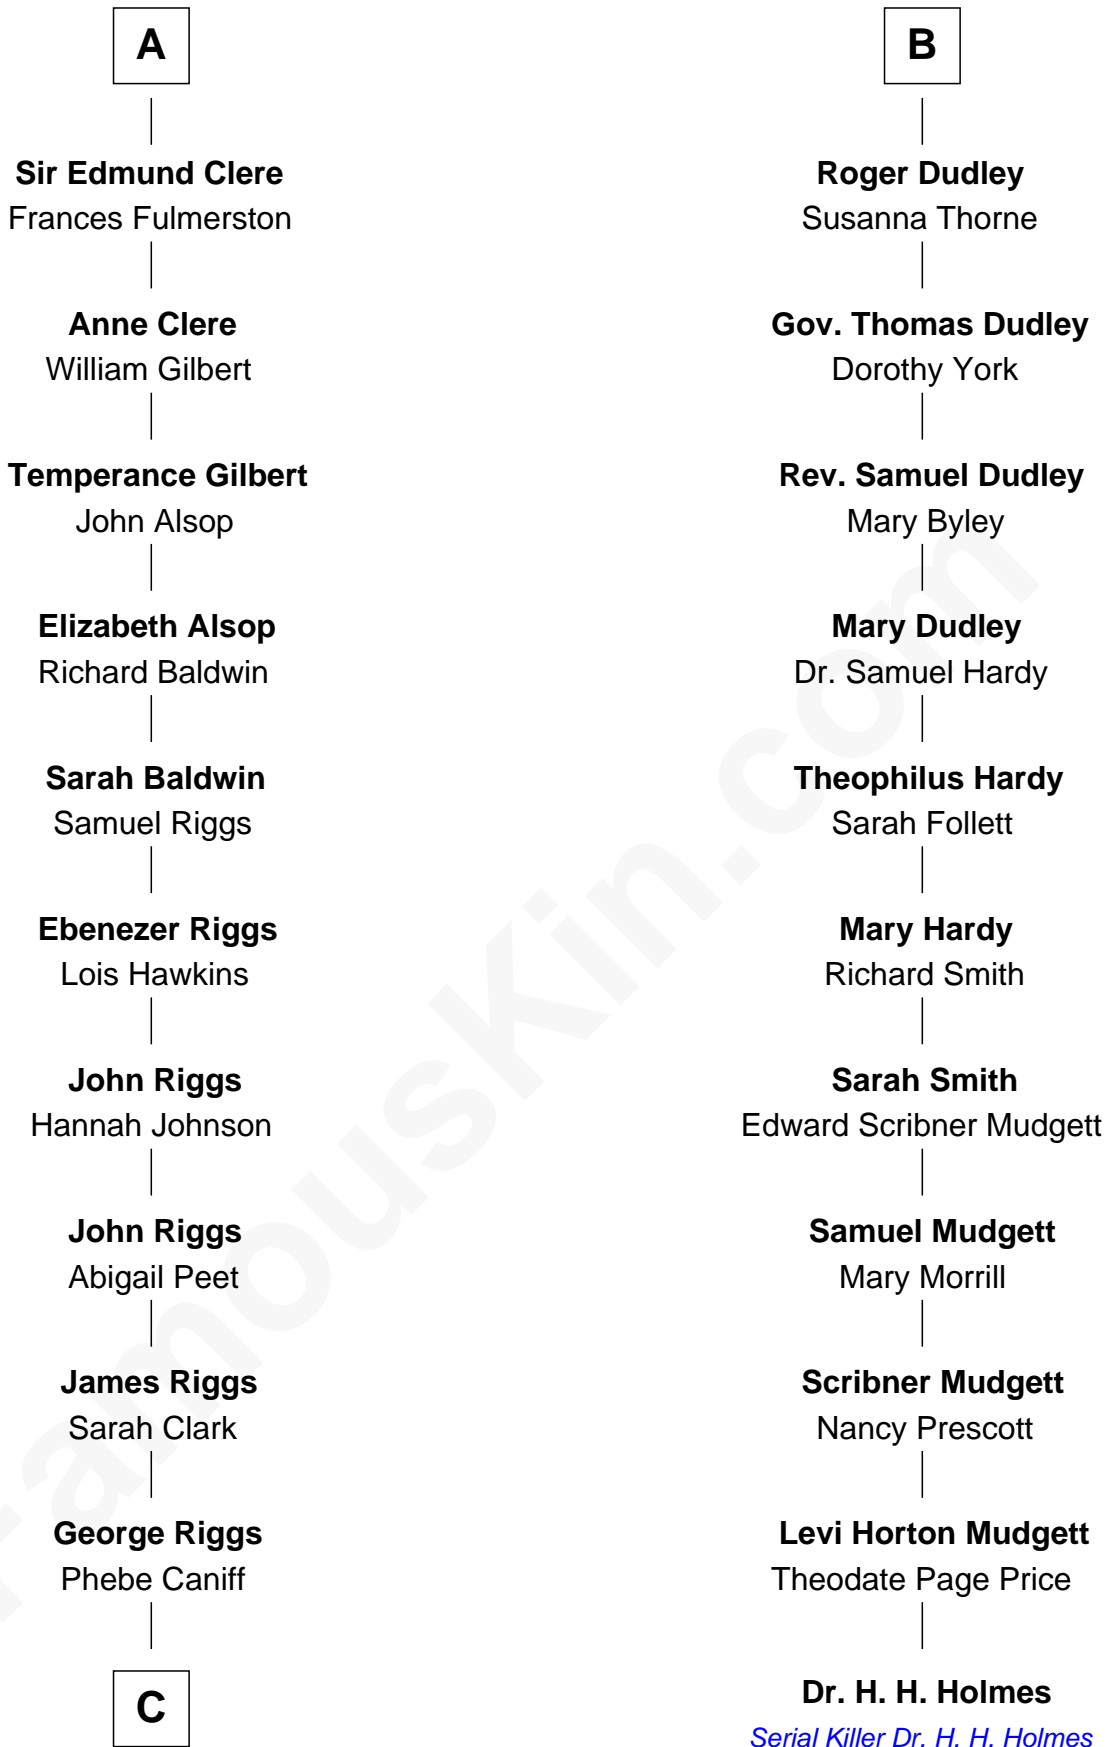 A
Sir Edmund Clere
Frances Fulmerston
Anne Clere
William Gilbert
Temperance Gilbert
John Alsop
Elizabeth Alsop
Richard Baldwin
Sarah Baldwin
Samuel Riggs
Ebenezer Riggs
Lois Hawkins
John Riggs
Hannah Johnson
John Riggs
Abigail Peet
James Riggs
Sarah Clark
George Riggs
Phebe Caniff
C
B
Roger Dudley
Susanna Thorne
Gov. Thomas Dudley
Dorothy York
Rev. Samuel Dudley
Mary Byley
Mary Dudley
Dr. Samuel Hardy
Theophilus Hardy
Sarah Follett
Mary Hardy
Richard Smith
Sarah Smith
Edward Scribner Mudgett
Samuel Mudgett
Mary Morrill
Scribner Mudgett
Nancy Prescott
Levi Horton Mudgett
Theodate Page Price
Dr. H. H. Holmes
Serial Killer Dr. H. H. Holmes
FamousKin.com